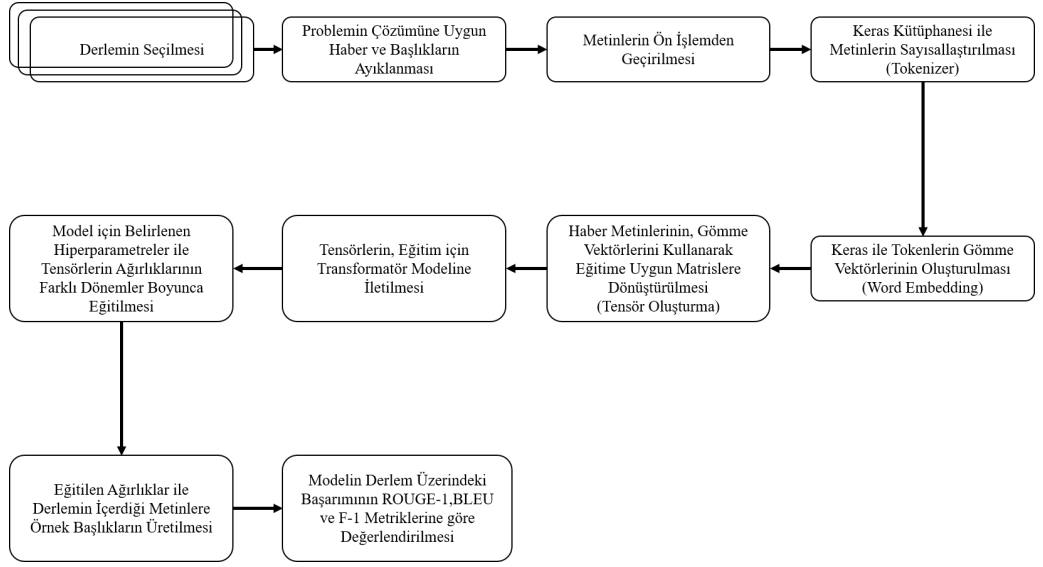 Derlemin Seçilmesi
Problemin Çözümüne Uygun
Haber ve Başlıkların
Ayıklanması
Metinlerin Ön İşlemden
Geçirilmesi
Keras Kütüphanesi ile
Metinlerin Sayısallaştırılması
(Tokenizer)
Keras ile Tokenlerin Gömme
Vektörlerinin Oluşturulması
(Word Embedding)
Haber Metinlerinin, Gömme
Vektörlerini Kullanarak
Eğitime Uygun Matrislere
Dönüştürülmesi
(Tensör Oluşturma)
Tensörlerin, Eğitim için
Transformatör Modeline
İletilmesi
Model için Belirlenen
Hiperparametreler ile
Tensörlerin Ağırlıklarının
Farklı Dönemler Boyunca
Eğitilmesi
Eğitilen Ağırlıklar ile
Derlemin İçerdiği Metinlere
Örnek Başlıkların Üretilmesi
Modelin Derlem Üzerindeki
Başarımının ROUGE-1,BLEU
ve F-1 Metriklerine göre
Değerlendirilmesi